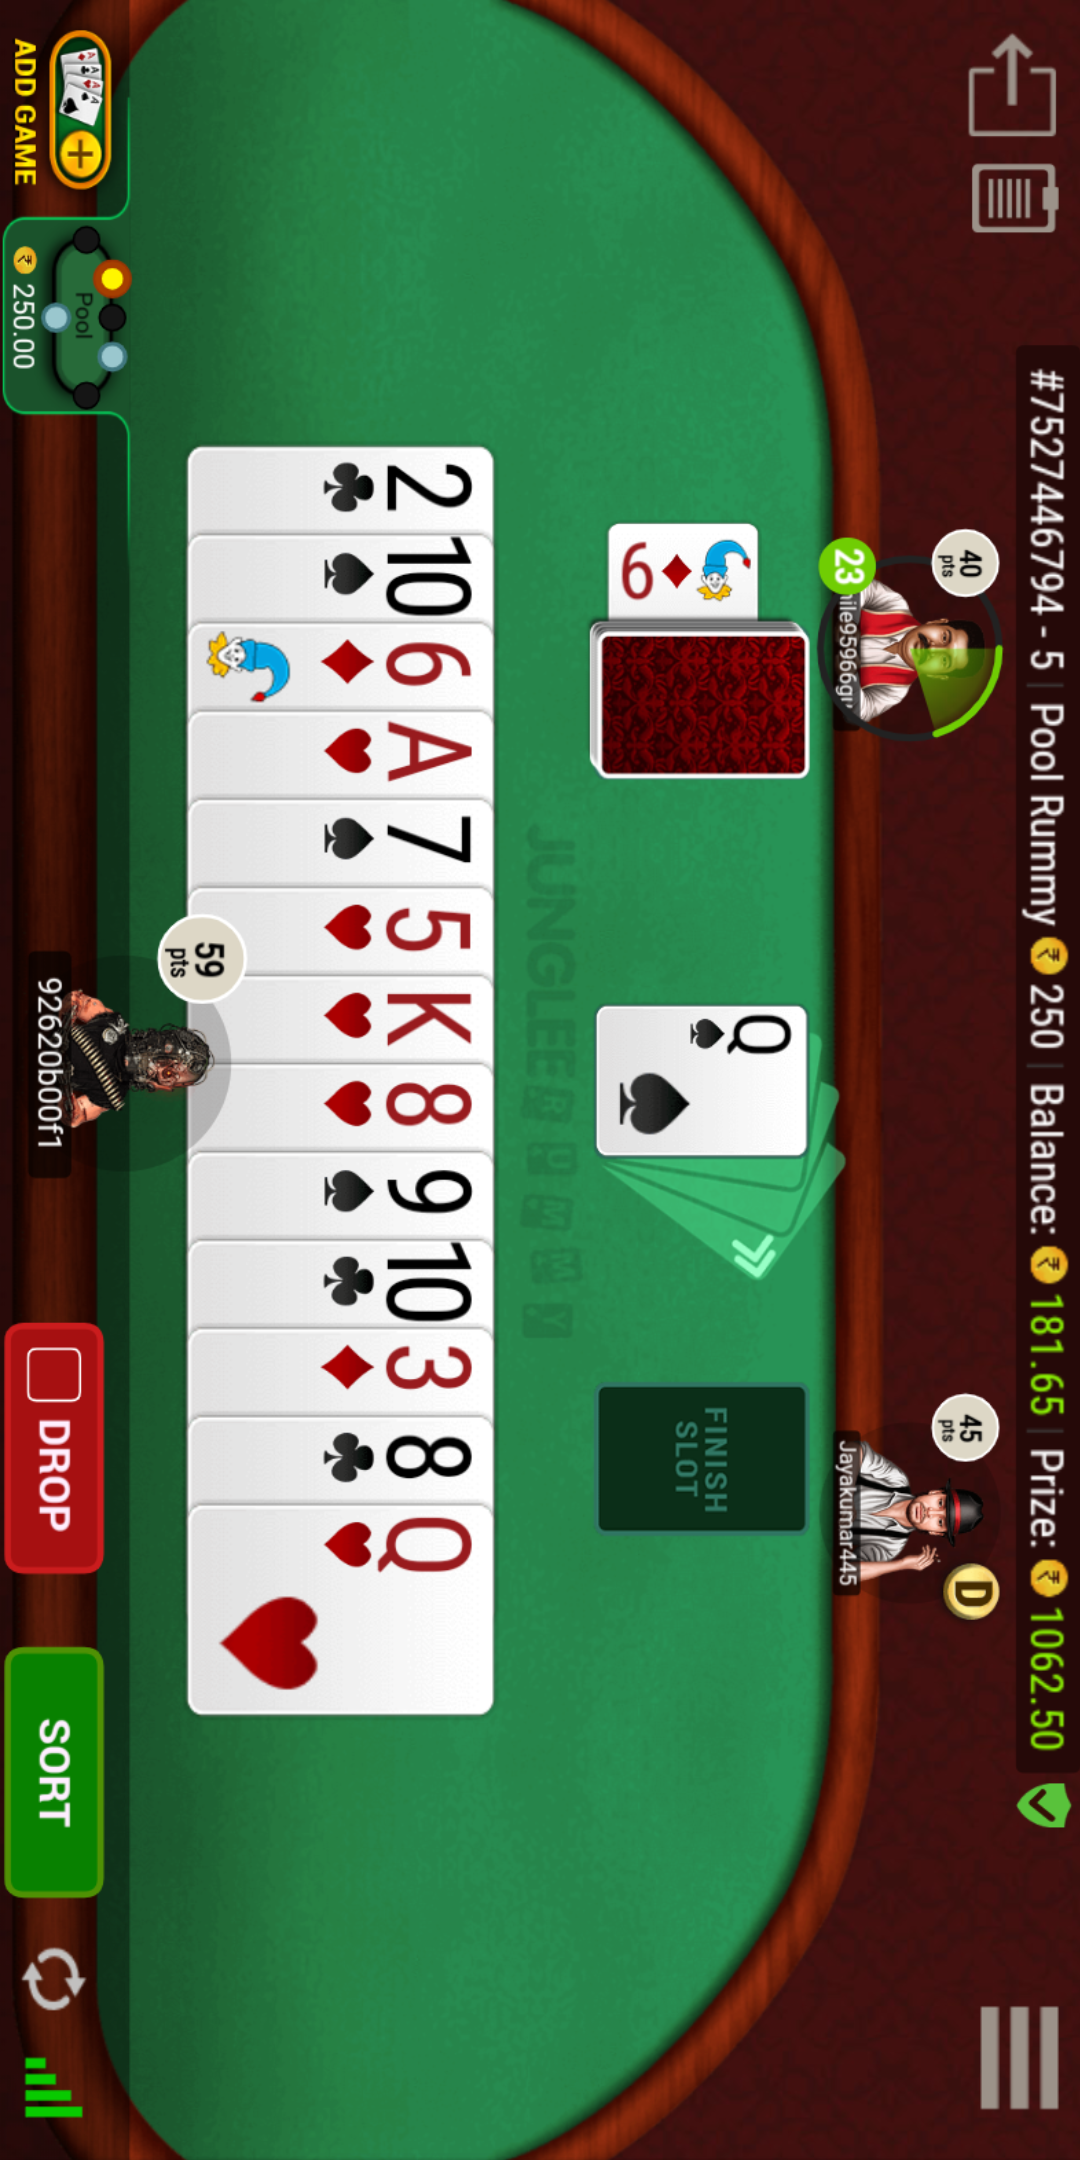 #75274446794 - 5 | Pool Rummy ₹ 250 | Balance: ₹ 181.65 | Prize: ₹ 1062.50
40
pts
23
45
pts
D
Jayakumar445
6
Q
FINISH
SLOT
JUNGLEE RUMMY
2
10
6
A
7
5
K
8
9
10
3
8
Q
59
pts
92620b00f1
Pool
₹ 250.00
ADD GAME
DROP
SORT